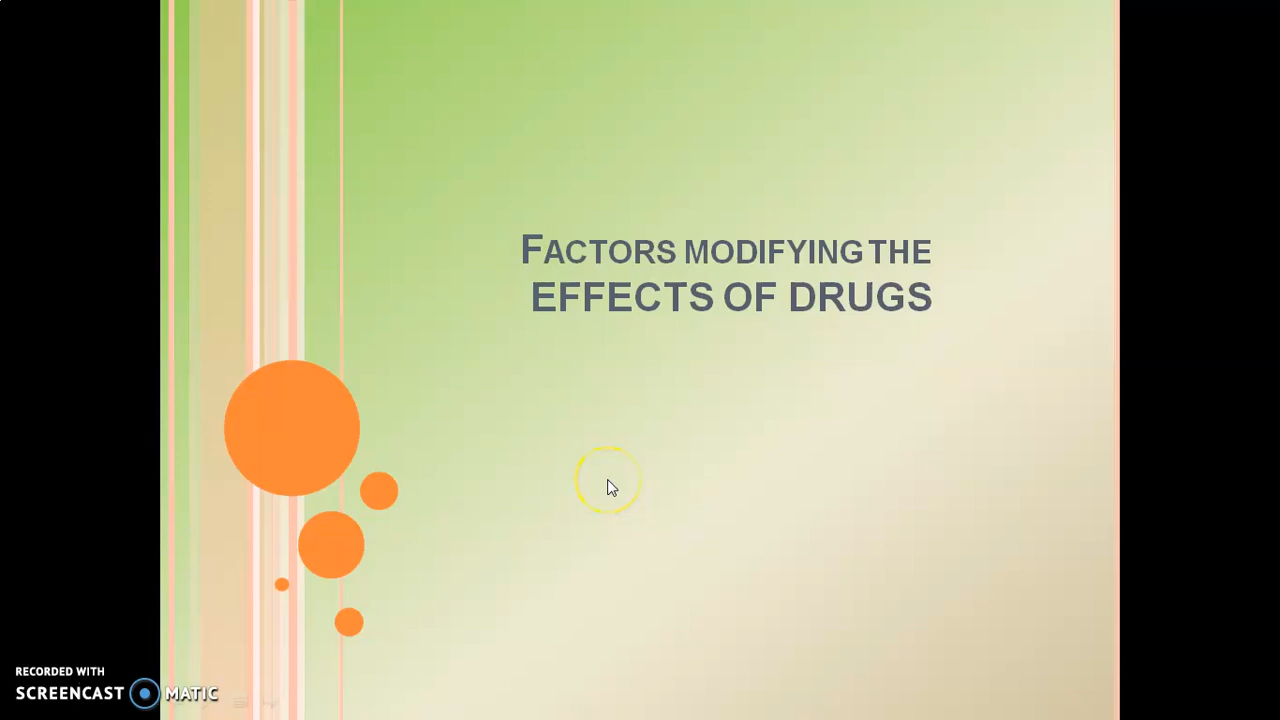 FACTORS MODIFYING THE
EFFECTS OF DRUGS
RECORDED WITH
SCREENCAST MATIC